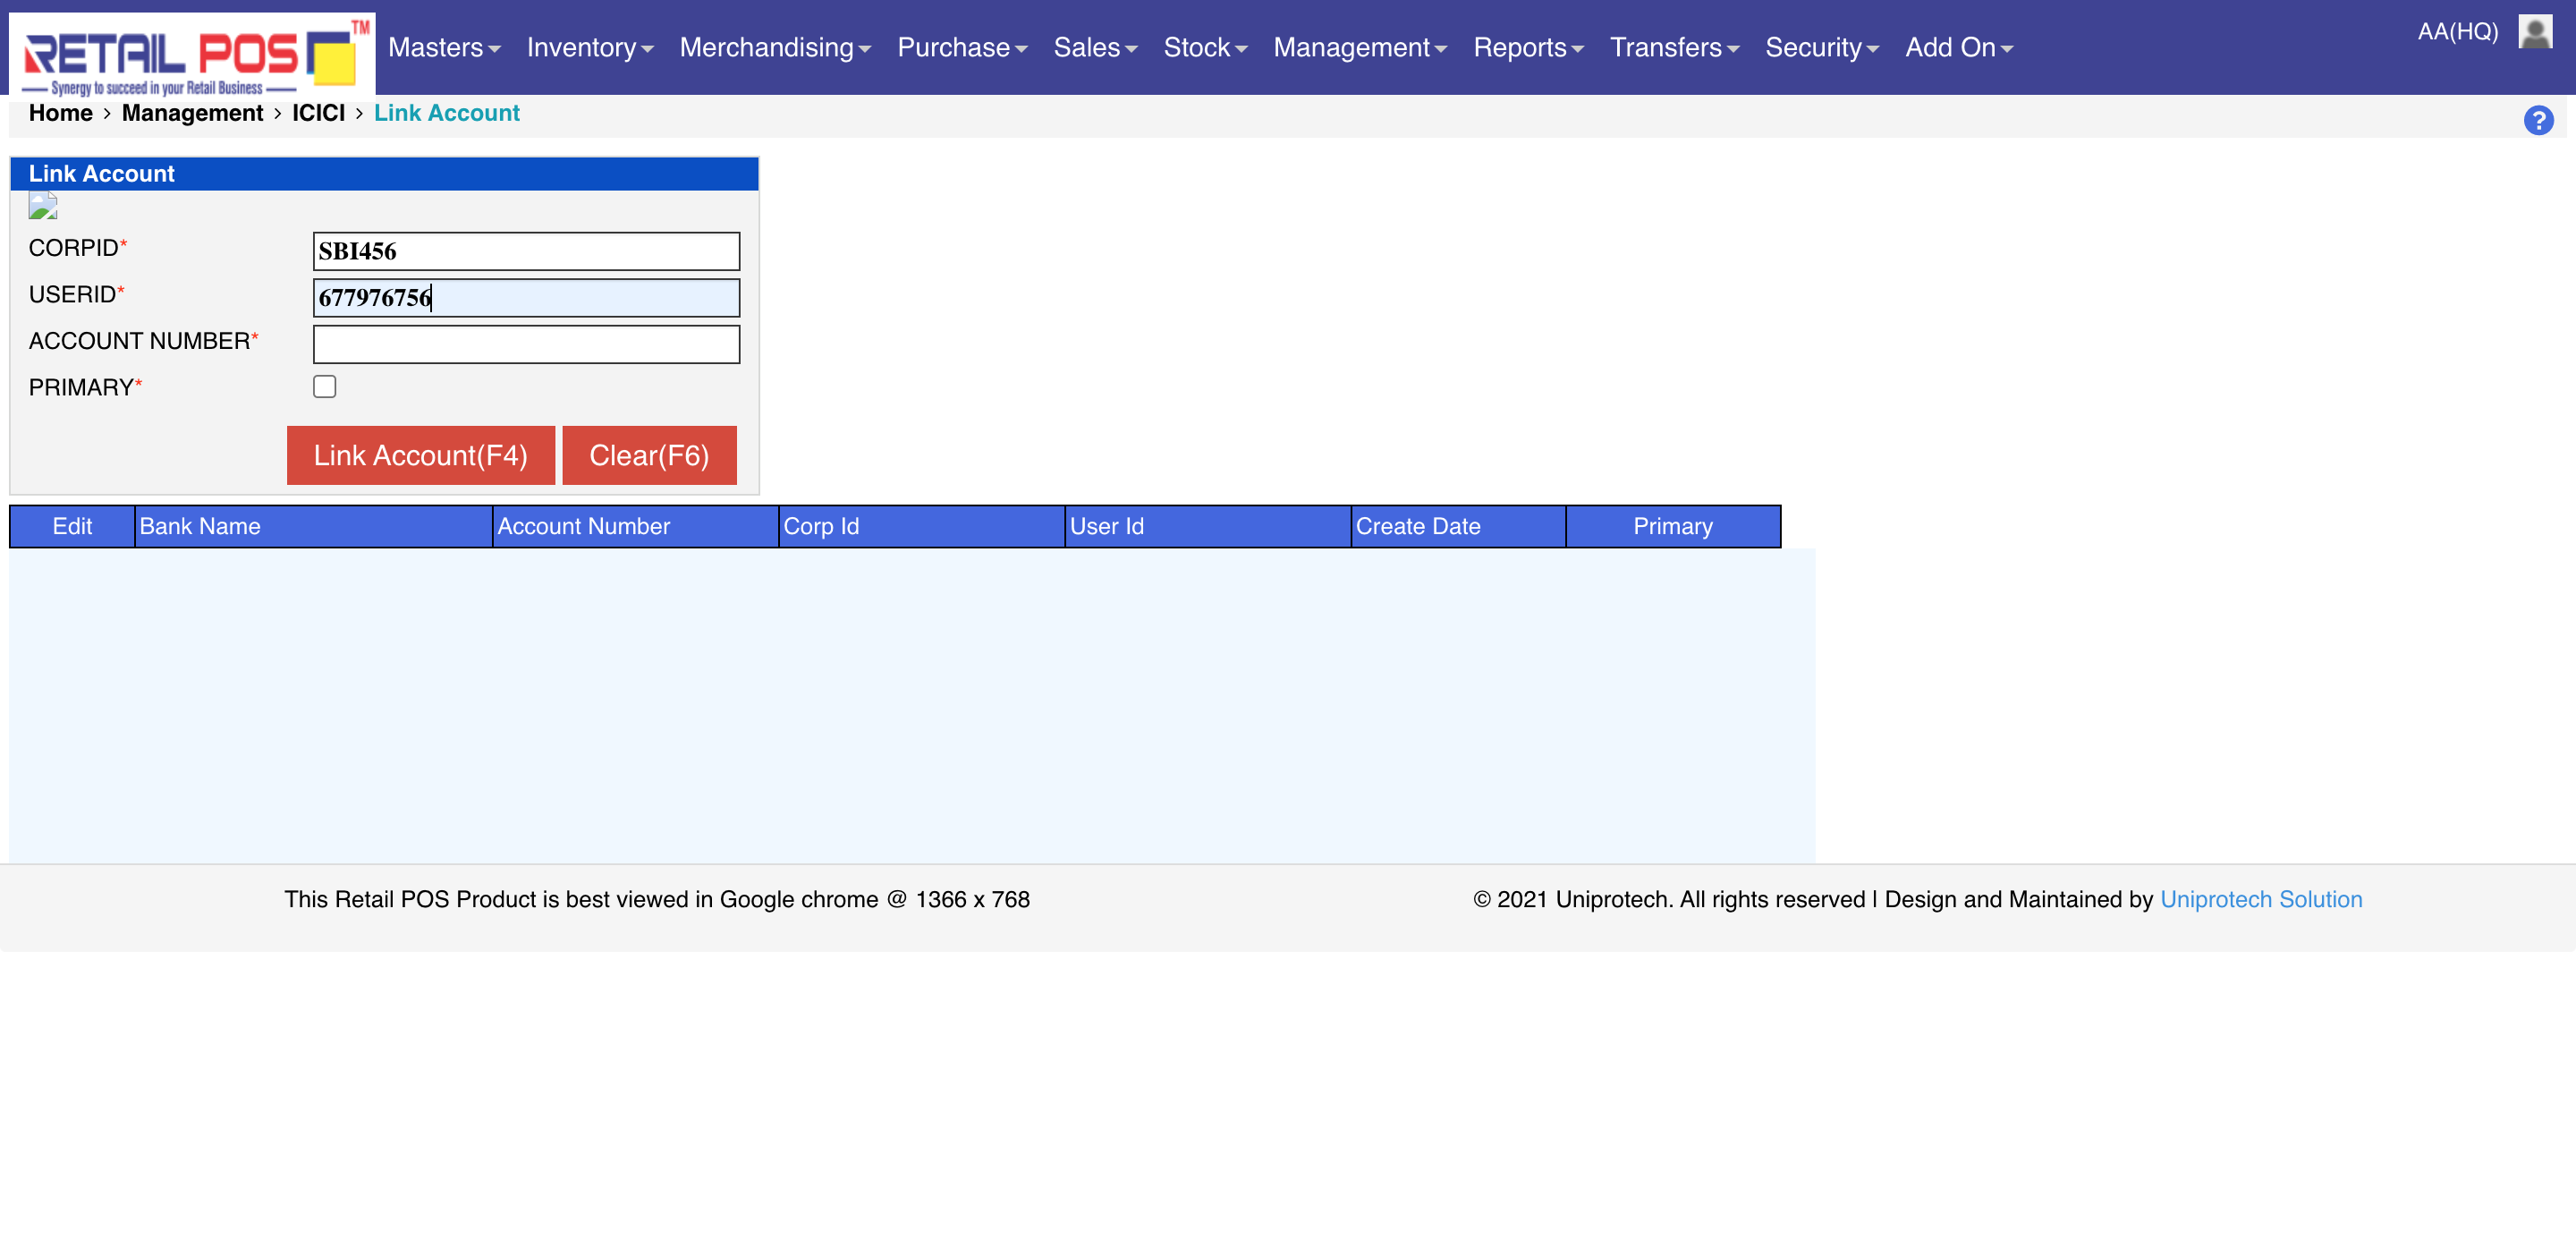 RETAIL POS TM
Synergy to succeed in your Retail Business
Masters Inventory Merchandising Purchase Sales Stock Management Reports Transfers Security Add On
AA(HQ)
Home > Management > ICICI > Link Account
?
Link Account
CORPID* SBI456
USERID* 677976756
ACCOUNT NUMBER*
PRIMARY*
Link Account(F4) Clear(F6)
Edit Bank Name Account Number Corp Id User Id Create Date Primary
This Retail POS Product is best viewed in Google chrome @ 1366 x 768
© 2021 Uniprotech. All rights reserved l Design and Maintained by Uniprotech Solution